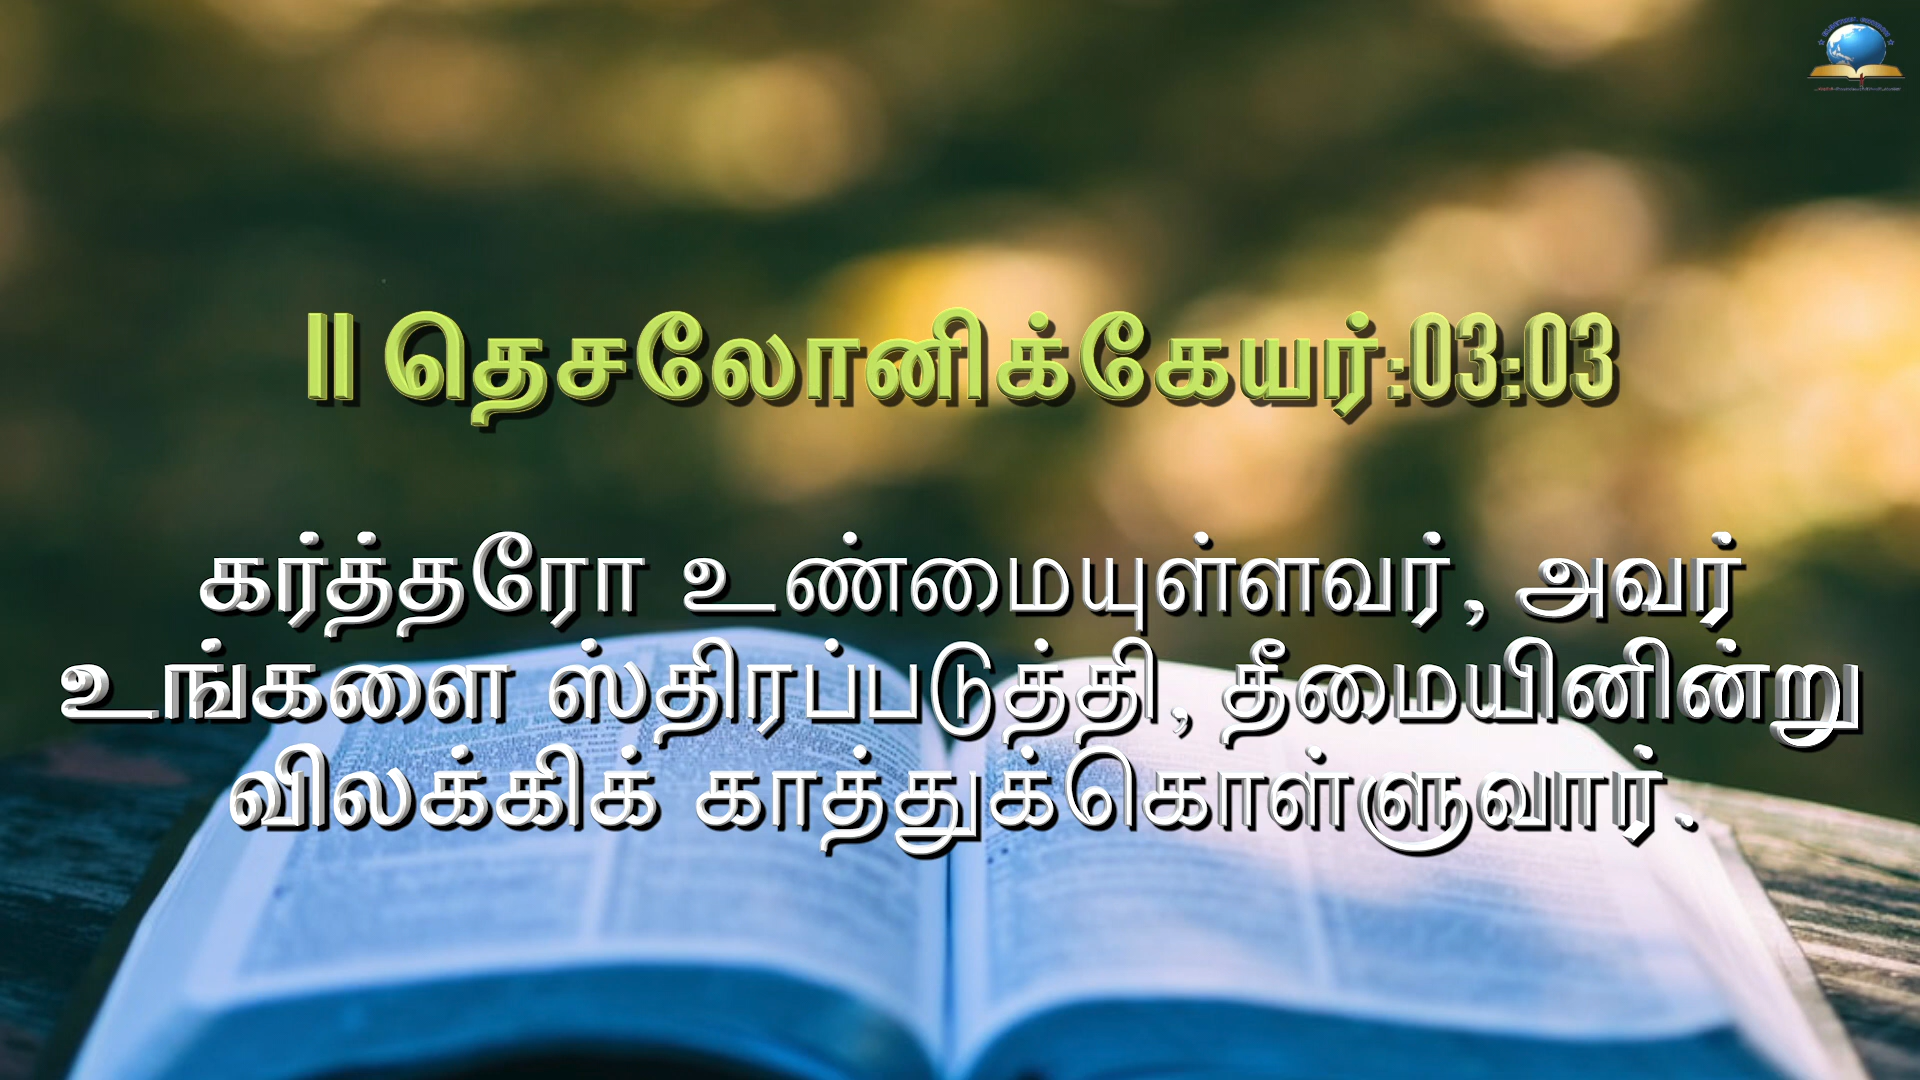 II தெசலோனிக்கேயர்:03:03
கர்த்தரோ உண்மையுள்ளவர், அவர்
உங்களை ஸ்திரப்படுத்தி, தீமையினின்று
விலக்கிக் காத்துக்கொள்ளுவார்.